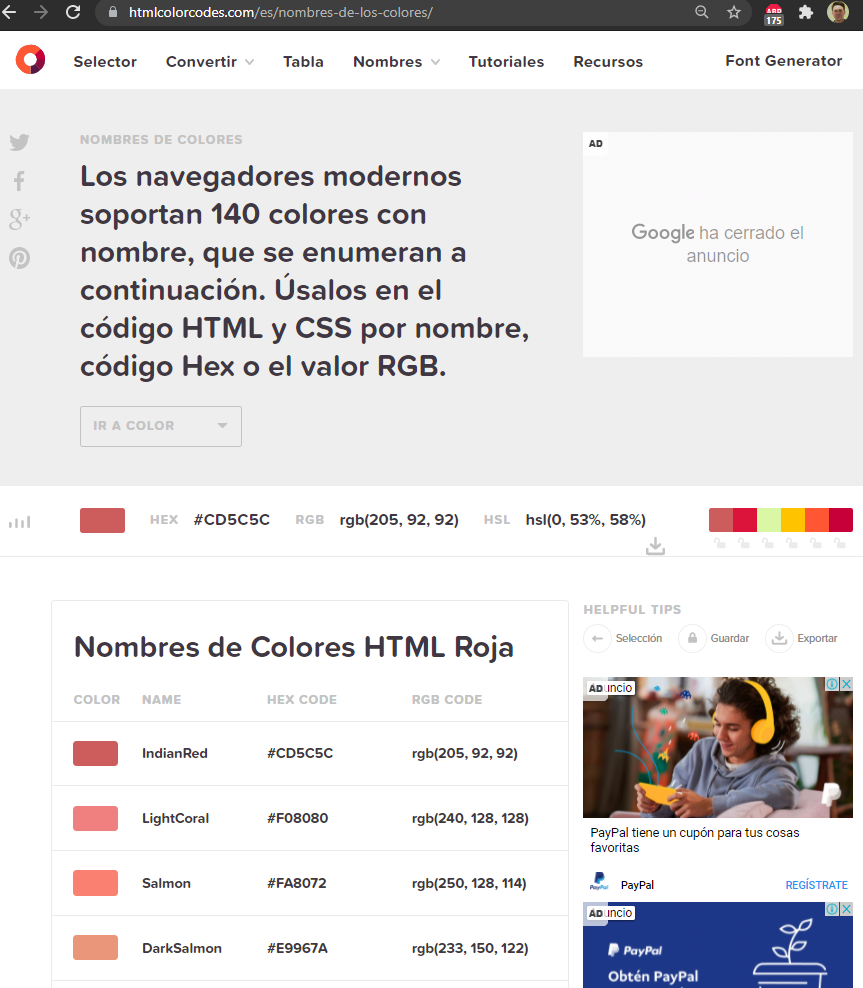 htmlcolorcodes.com/es/nombres-de-los-colores/
ABP
175
Selector
Convertir
Tabla
Nombres
Tutoriales
Recursos
Font Generator
NOMBRES DE COLORES
Los navegadores modernos
soportan 140 colores con
nombre, que se enumeran a
continuación. Úsalos en el
código HTML y CSS por nombre,
código Hex o el valor RGB.
IR A COLOR
AD
Google ha cerrado el
anuncio
HEX #CD5C5C RGB rgb(205, 92, 92) HSL hsl(0, 53%, 58%)
Nombres de Colores HTML Roja
COLOR NAME HEX CODE RGB CODE
IndianRed #CD5C5C rgb(205, 92, 92)
LightCoral #F08080 rgb(240, 128, 128)
Salmon #FA8072 rgb(250, 128, 114)
DarkSalmon #E9967A rgb(233, 150, 122)
HELPFUL TIPS
Selección Guardar Exportar
AD
PayPal tiene un cupón para tus cosas
favoritas
PayPal
PayPal REGÍSTRATE
AD
PayPal
Obtén PayPal